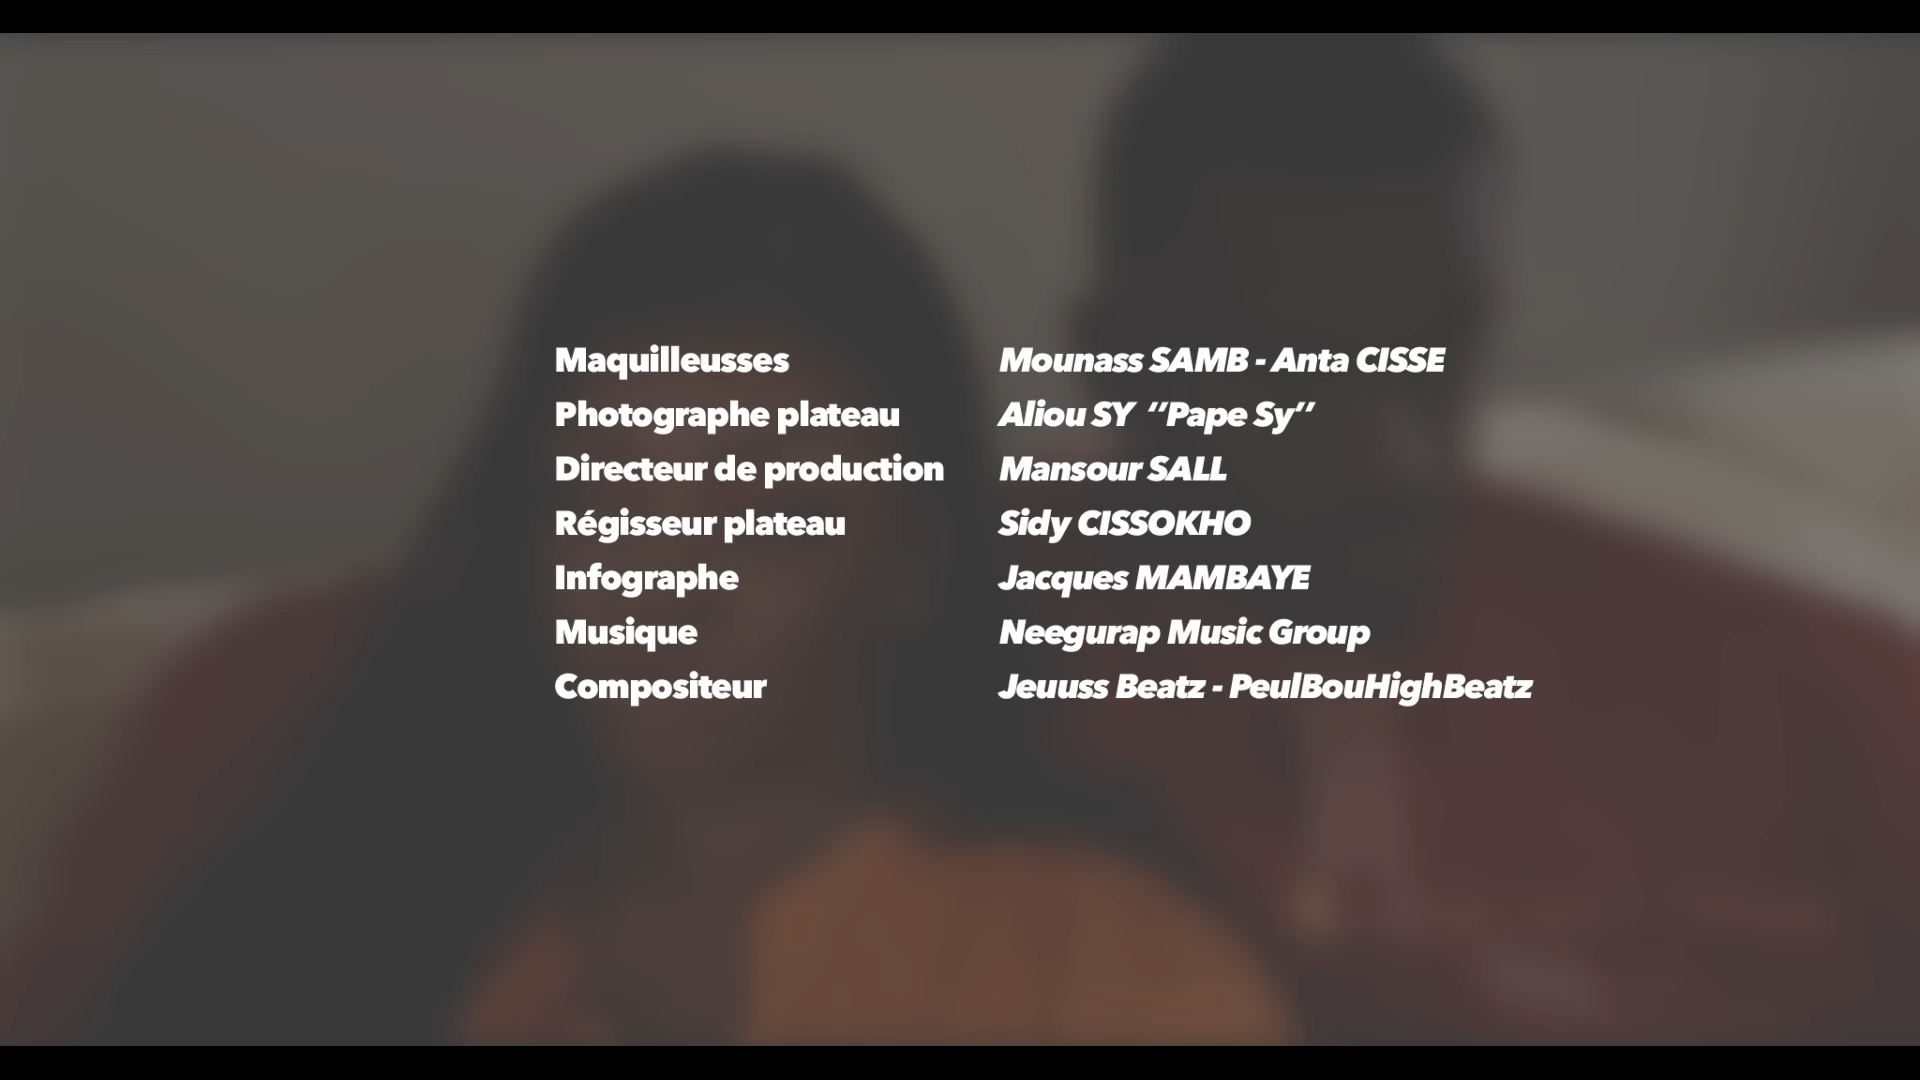 Maquilleusses Mounass SAMB - Anta CISSE
Photographe plateau Aliou SY ‘’Pape Sy’’
Directeur de production Mansour SALL
Régisseur plateau Sidy CISSOKHO
Infographe Jacques MAMBAYE
Musique Neegurap Music Group
Compositeur Jeuuss Beatz - PeulBouHighBeatz